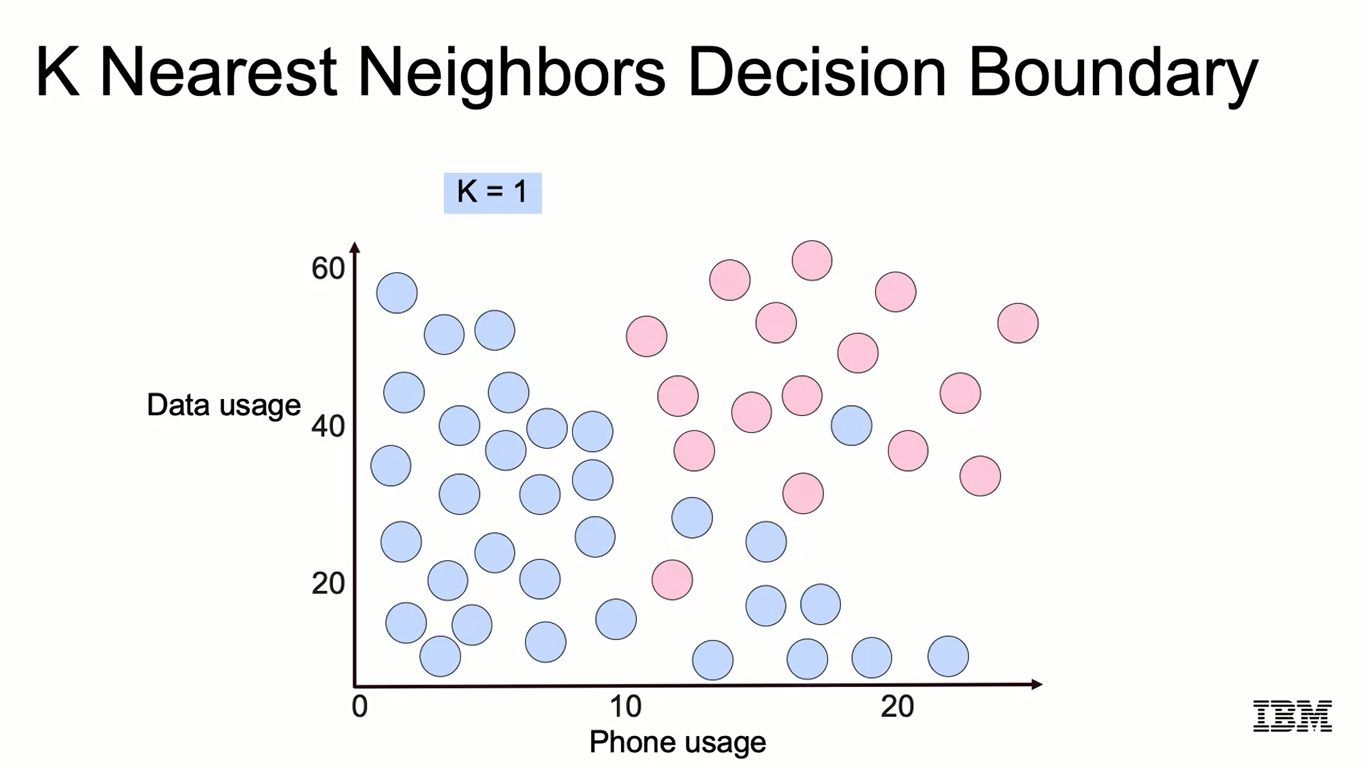 K Nearest Neighbors Decision Boundary
K = 1
60
Data usage
40
20
0
10
20
Phone usage
IBM